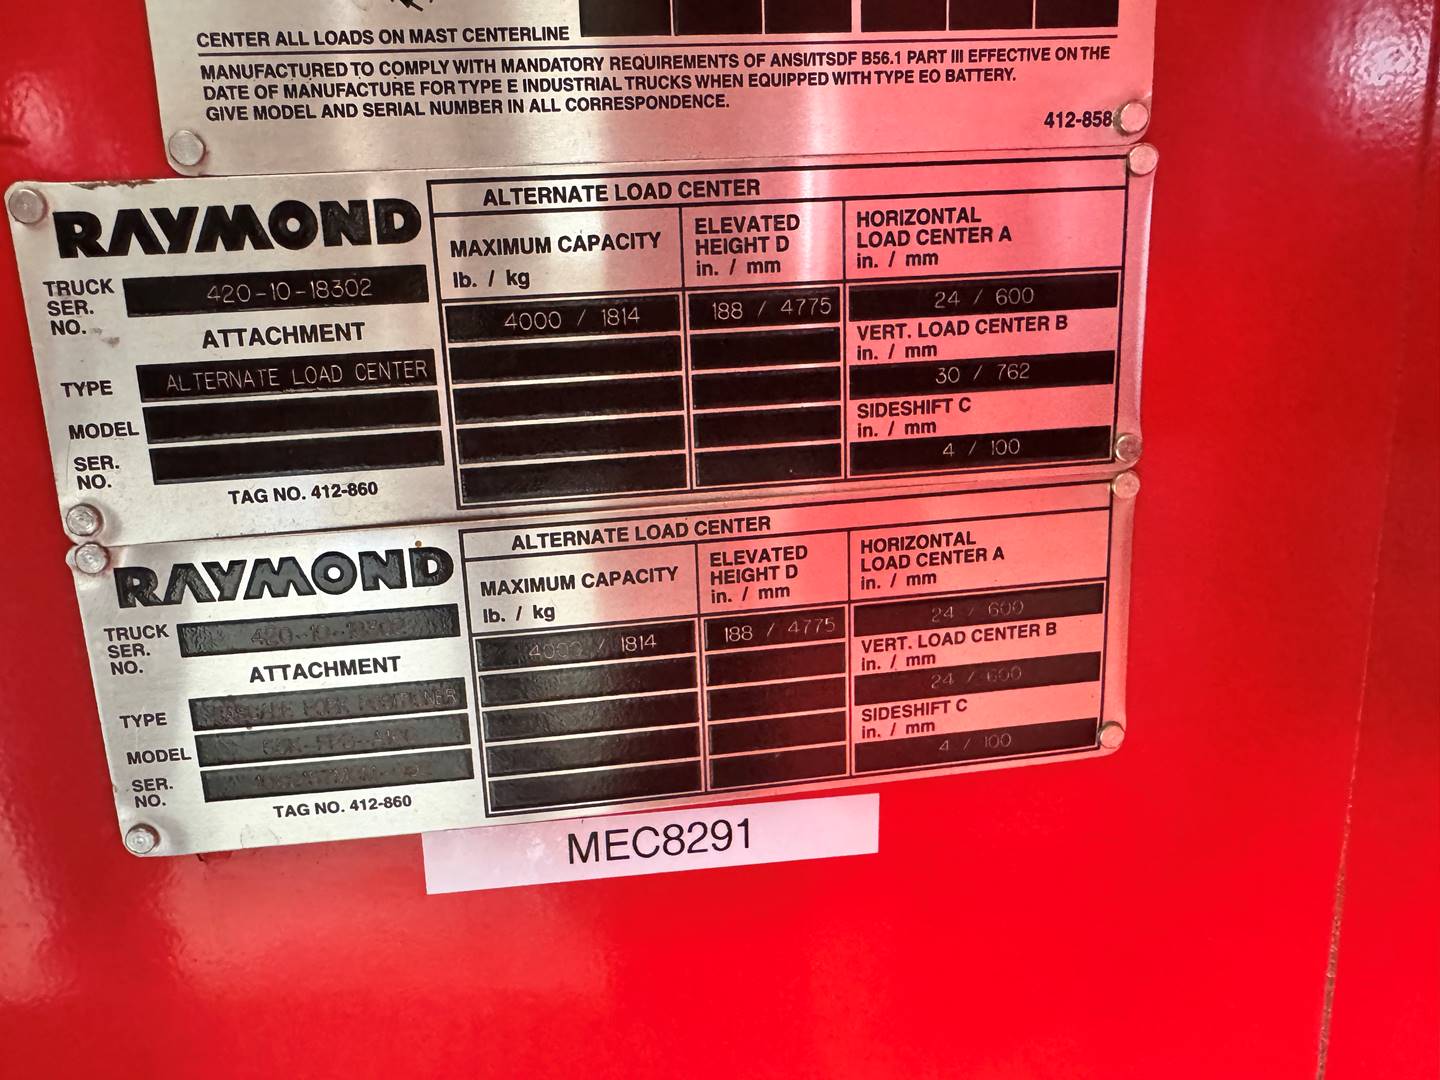 CENTER ALL LOADS ON MAST CENTERLINE
MANUFACTURED TO COMPLY WITH MANDATORY REQUIREMENTS OF ANSI/ITSDF B56.1 PART III EFFECTIVE ON THE
DATE OF MANUFACTURE FOR TYPE E INDUSTRIAL TRUCKS WHEN EQUIPPED WITH TYPE EO BATTERY.
GIVE MODEL AND SERIAL NUMBER IN ALL CORRESPONDENCE.
412-858
RAYMOND
TRUCK
SER.
NO.
420-10-18302
ATTACHMENT
TYPE
ALTERNATE LOAD CENTER
MODEL
SER.
NO.
TAG NO. 412-860
ALTERNATE LOAD CENTER
MAXIMUM CAPACITY
lb. / kg
4000 / 1814
ELEVATED
HEIGHT D
in. / mm
188 / 4775
HORIZONTAL
LOAD CENTER A
in. / mm
24 / 600
VERT. LOAD CENTER B
in. / mm
30 / 762
SIDESHIFT C
in. / mm
4 / 100
RAYMOND
TRUCK
SER.
NO.
ATTACHMENT
TYPE
FORK POSITIONER
MODEL
SER.
NO.
TAG NO. 412-860
ALTERNATE LOAD CENTER
MAXIMUM CAPACITY
lb. / kg
4000 / 1814
ELEVATED
HEIGHT D
in. / mm
188 / 4775
HORIZONTAL
LOAD CENTER A
in. / mm
24 / 600
VERT. LOAD CENTER B
in. / mm
24 / 600
SIDESHIFT C
in. / mm
4 / 100
MEC8291